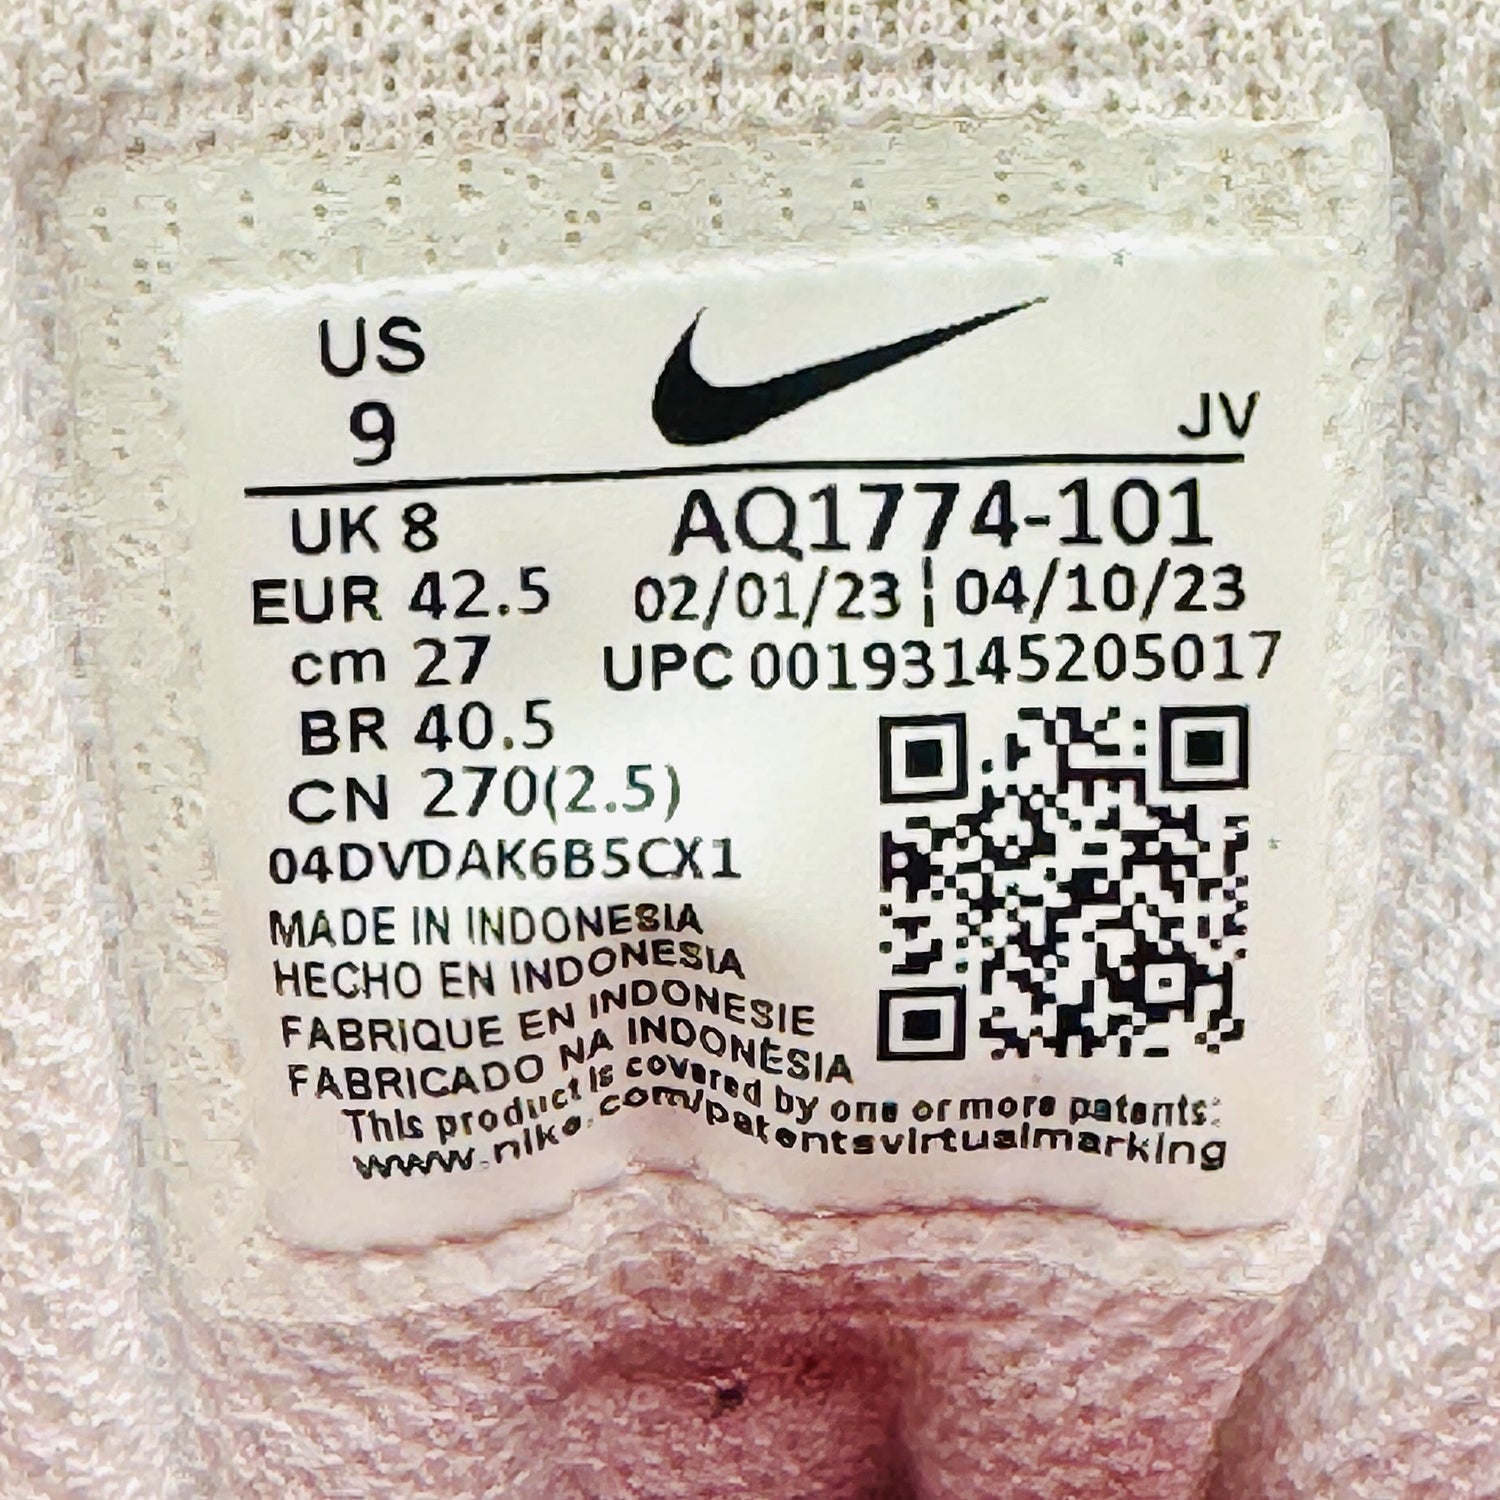 US
9
JV
UK 8
AQ1774-101
EUR 42.5
02/01/23 ¦ 04/10/23
cm 27
UPC 00193145205017
BR 40.5
CN 270(2.5)
04DVDAK6B5CX1
MADE IN INDONESIA
HECHO EN INDONESIA
FABRIQUE EN INDONESIE
FABRICADO NA INDONÉSIA
This product is covered by one or more patents:
www.nike.com/patentsvirtualmarking